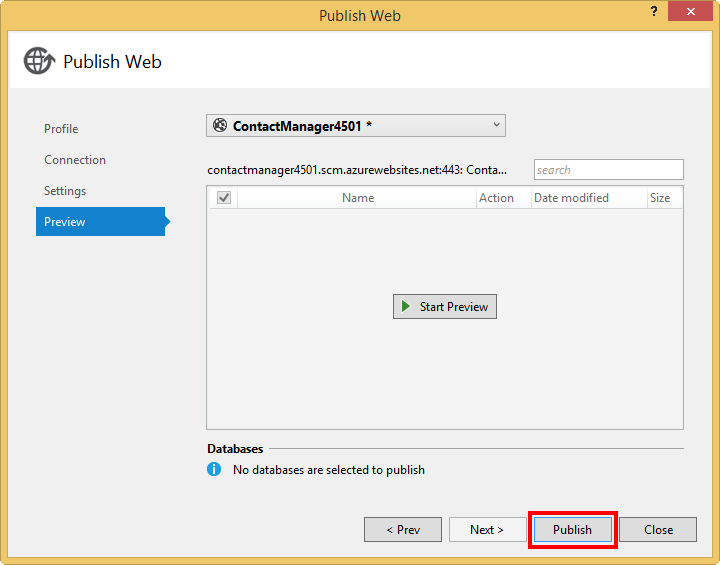 Publish Web
?
Publish Web
Profile
Connection
Settings
Preview
ContactManager4501 *
contactmanager4501.scm.azurewebsites.net:443: Conta...
search
Name Action Date modified Size
Start Preview
Databases
No databases are selected to publish
< Prev Next > Publish Close